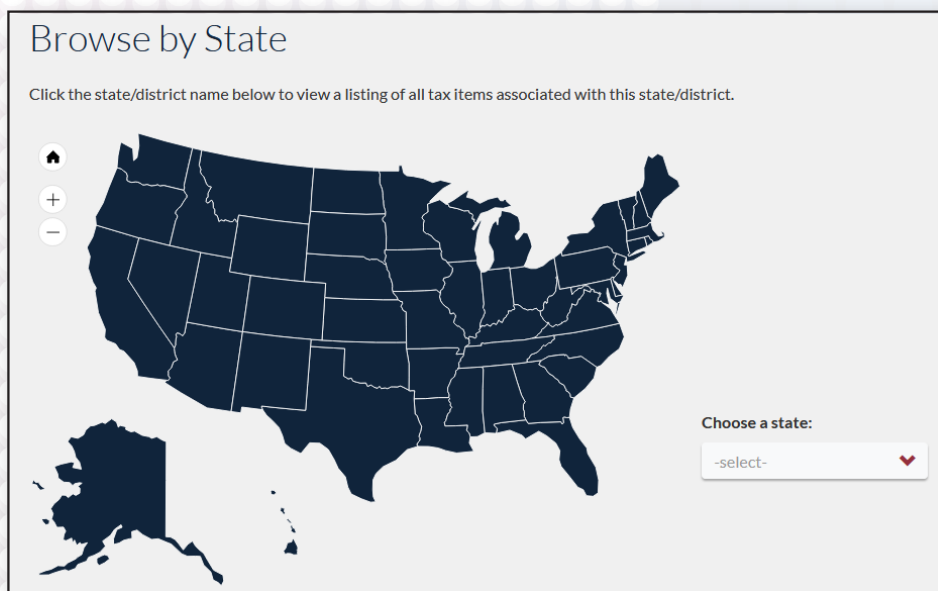 Browse by State
Click the state/district name below to view a listing of all tax items associated with this state/district.
+
−
Choose a state:
-select-